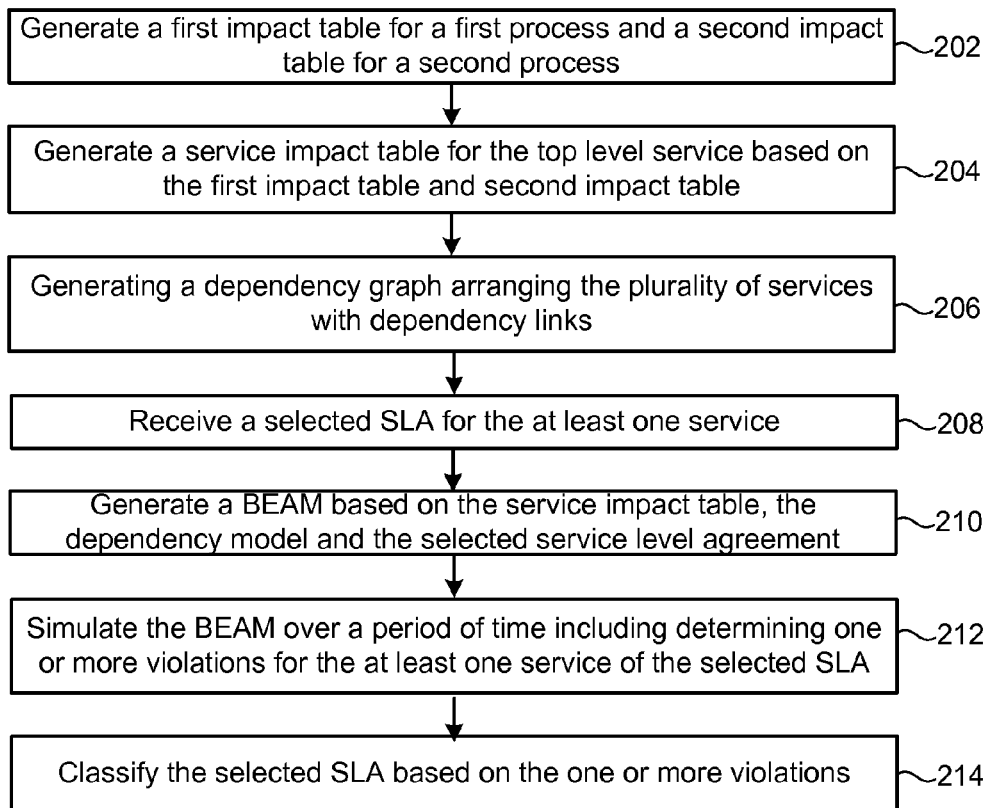 Generate a first impact table for a first process and a second impact
table for a second process
202
Generate a service impact table for the top level service based on
the first impact table and second impact table
204
Generating a dependency graph arranging the plurality of services
with dependency links
206
Receive a selected SLA for the at least one service
208
Generate a BEAM based on the service impact table, the
dependency model and the selected service level agreement
210
Simulate the BEAM over a period of time including determining one
or more violations for the at least one service of the selected SLA
212
Classify the selected SLA based on the one or more violations
214